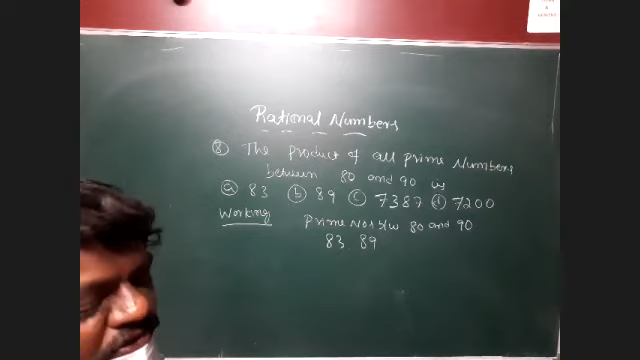 Rational Numbers
⑧ The product of all prime Numbers
between 80 and 90 is
ⓐ 83 ⓑ 89 ⓒ 7387 ⓓ 7200
Working Prime Nos b/w 80 and 90
83 89